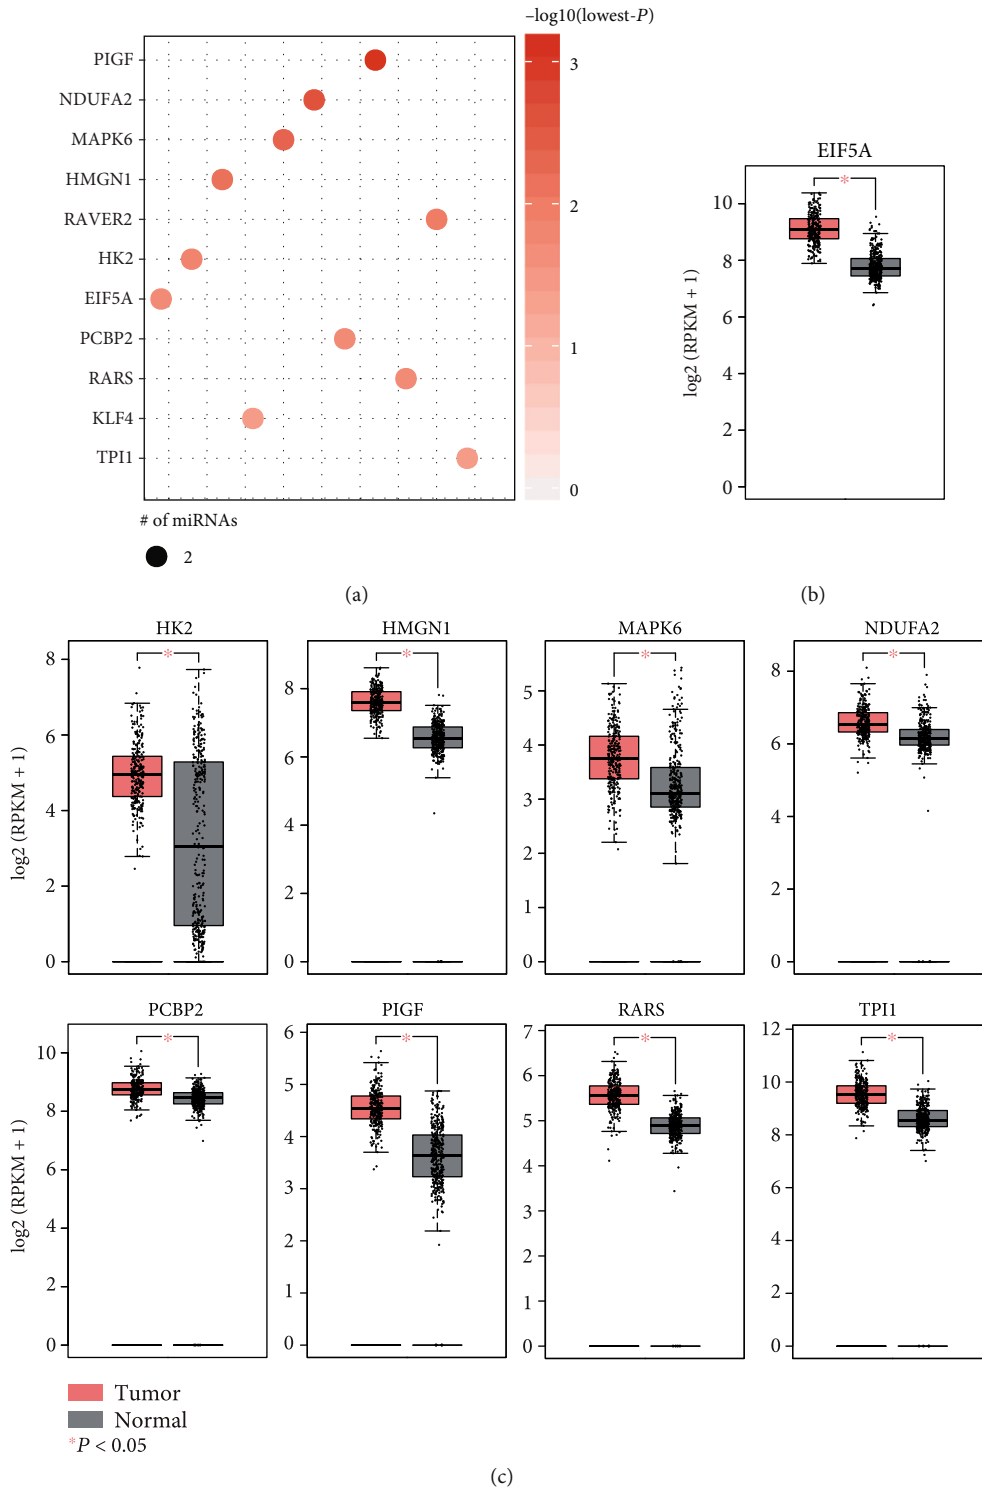 −log10(lowest-P)
PIGF
NDUFA2
MAPK6
HMGN1
RAVER2
HK2
EIF5A
PCBP2
RARS
KLF4
TPI1
3
2
1
0
# of miRNAs
2
(a)
EIF5A
*
10
8
6
4
2
0
log2 (RPKM + 1)
(b)
HK2
*
8
6
4
2
0
log2 (RPKM + 1)
HMGN1
*
8
6
4
2
0
MAPK6
*
5
4
3
2
1
0
NDUFA2
*
8
6
4
2
0
PCBP2
*
10
8
6
4
2
0
log2 (RPKM + 1)
PIGF
*
6
5
4
3
2
1
0
RARS
*
7
6
5
4
3
2
1
0
TPI1
*
12
10
8
6
4
2
0
Tumor
Normal
*P < 0.05
(c)